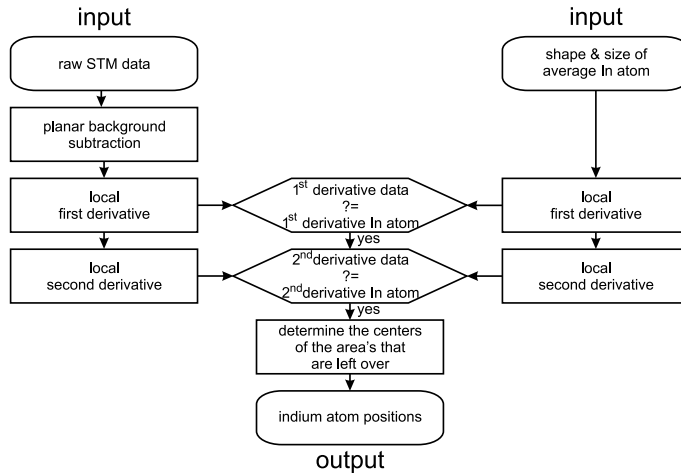 input
input
raw STM data
shape & size of
average In atom
planar background
subtraction
local
first derivative
1st derivative data
?=
1st derivative In atom
local
first derivative
yes
local
second derivative
2nd derivative data
?=
2nd derivative In atom
local
second derivative
yes
determine the centers
of the area's that
are left over
indium atom positions
output